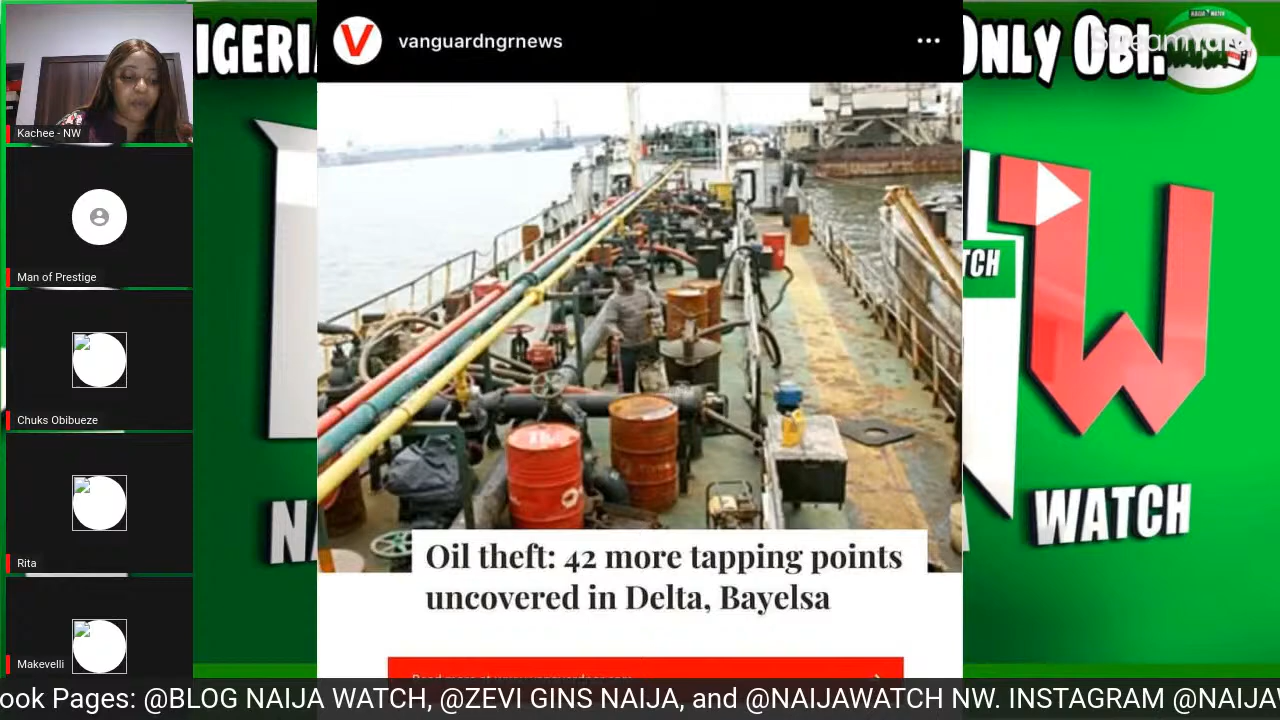 IGERI
vanguardngrnews
ONLY OBI.
StreamYard
Kachee - NW
Man of Prestige
Chuks Obibueze
Rita
Makevelli
TCH
WATCH
Oil theft: 42 more tapping points
uncovered in Delta, Bayelsa
ook Pages: @BLOG NAIJA WATCH, @ZEVI GINS NAIJA, and @NAIJAWATCH NW. INSTAGRAM @NAIJA